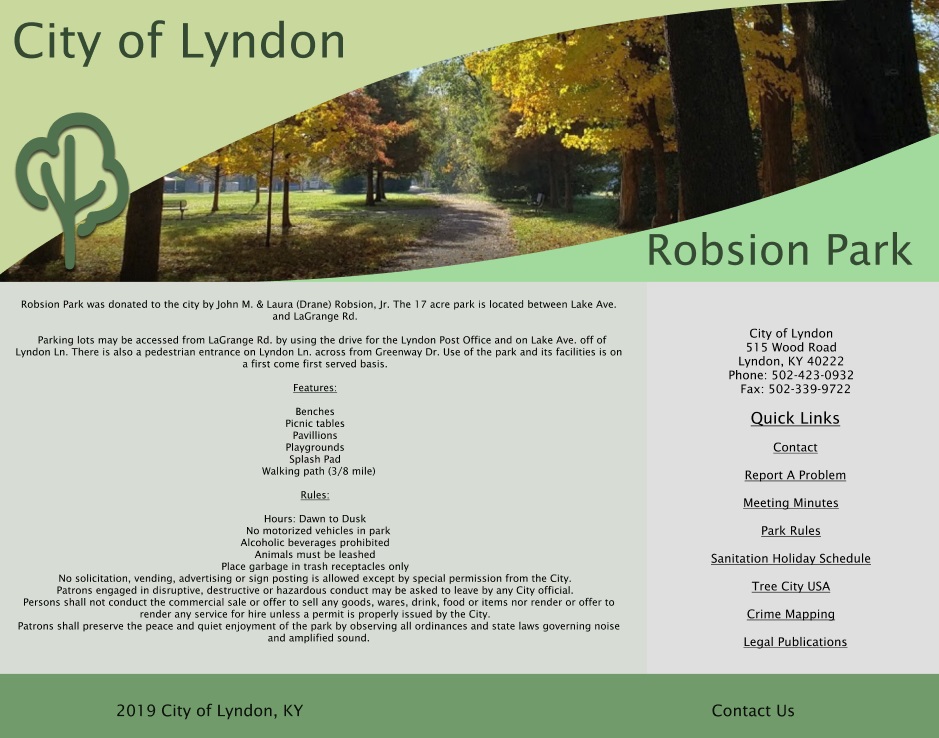 City of Lyndon
Robsion Park
Robsion Park was donated to the city by John M. & Laura (Drane) Robsion, Jr. The 17 acre park is located between Lake Ave.
and LaGrange Rd.
Parking lots may be accessed from LaGrange Rd. by using the drive for the Lyndon Post Office and on Lake Ave. off of
Lyndon Ln. There is also a pedestrian entrance on Lyndon Ln. across from Greenway Dr. Use of the park and its facilities is on
a first come first served basis.
Features:
Benches
Picnic tables
Pavillions
Playgrounds
Splash Pad
Walking path (3/8 mile)
Rules:
Hours: Dawn to Dusk
No motorized vehicles in park
Alcoholic beverages prohibited
Animals must be leashed
Place garbage in trash receptacles only
No solicitation, vending, advertising or sign posting is allowed except by special permission from the City.
Patrons engaged in disruptive, destructive or hazardous conduct may be asked to leave by any City official.
Persons shall not conduct the commercial sale or offer to sell any goods, wares, drink, food or items nor render or offer to
render any service for hire unless a permit is properly issued by the City.
Patrons shall preserve the peace and quiet enjoyment of the park by observing all ordinances and state laws governing noise
and amplified sound.
City of Lyndon
515 Wood Road
Lyndon, KY 40222
Phone: 502-423-0932
Fax: 502-339-9722
Quick Links
Contact
Report A Problem
Meeting Minutes
Park Rules
Sanitation Holiday Schedule
Tree City USA
Crime Mapping
Legal Publications
2019 City of Lyndon, KY
Contact Us